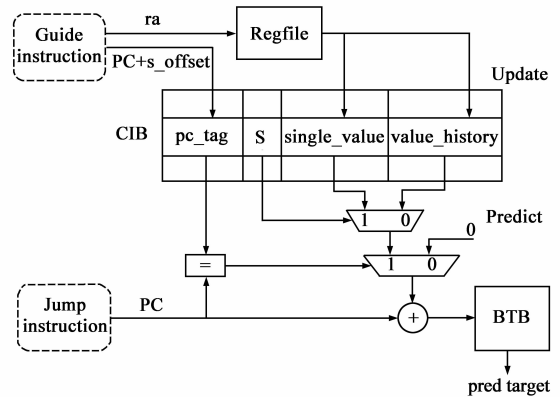 Guide
instruction
ra
PC+s_offset
Regfile
Update
CIB
pc_tag
S
single_value
value_history
1 0
Predict
0
1 0
=
Jump
instruction
PC
+
BTB
pred target